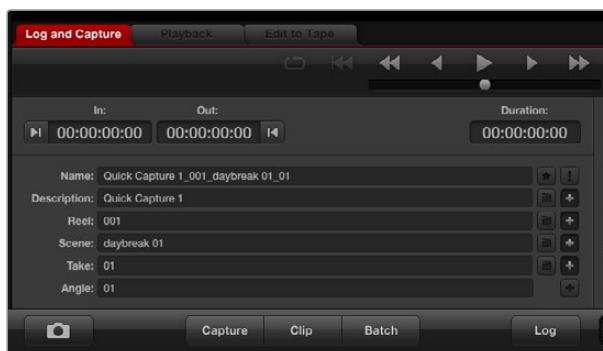 Log and Capture Playback Edit to Tape
In: Out: Duration:
00:00:00:00 00:00:00:00 00:00:00:00
Name: Quick Capture 1_001_daybreak 01_01
Description: Quick Capture 1
Reel: 001
Scene: daybreak 01
Take: 01
Angle: 01
Capture Clip Batch Log